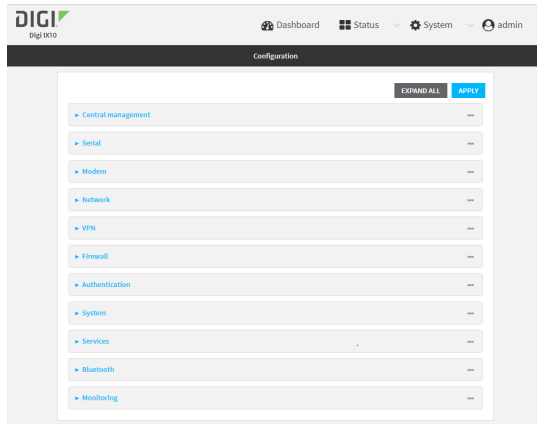 DIGI
Digi IX10
Dashboard Status System admin
Configuration
EXPAND ALL APPLY
Central management
Serial
Modem
Network
VPN
Firewall
Authentication
System
Services
Bluetooth
Monitoring